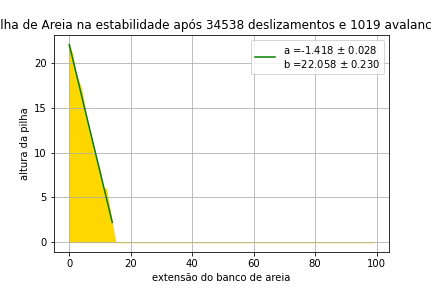 lha de Areia na estabilidade após 34538 deslizamentos e 1019 avalanc
a =-1.418 ± 0.028
b =22.058 ± 0.230
altura da pilha
20
15
10
5
0
0 20 40 60 80 100
extensão do banco de areia